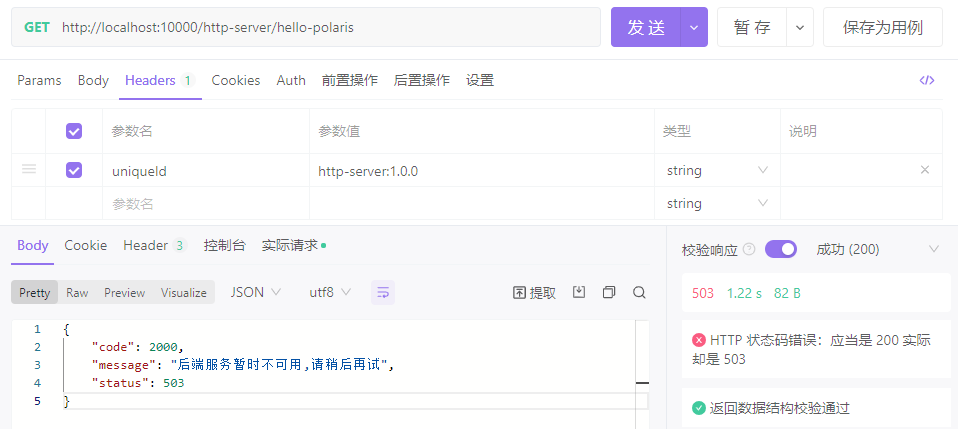 GET http://localhost:10000/http-server/hello-polaris 发 送 暂 存 保存为用例
Params Body Headers 1 Cookies Auth 前置操作 后置操作 设置 </>
参数名 参数值 类型 说明
uniqueId http-server:1.0.0 string
参数名 string
Body Cookie Header 3 控制台 实际请求
校验响应 ? 成功 (200)
Pretty Raw Preview Visualize JSON utf8 提取
503 1.22 s 82 B
1 {
2 "code": 2000,
3 "message": "后端服务暂时不可用,请稍后再试",
4 "status": 503
5 }
HTTP 状态码错误：应当是 200 实际
却是 503
返回数据结构校验通过